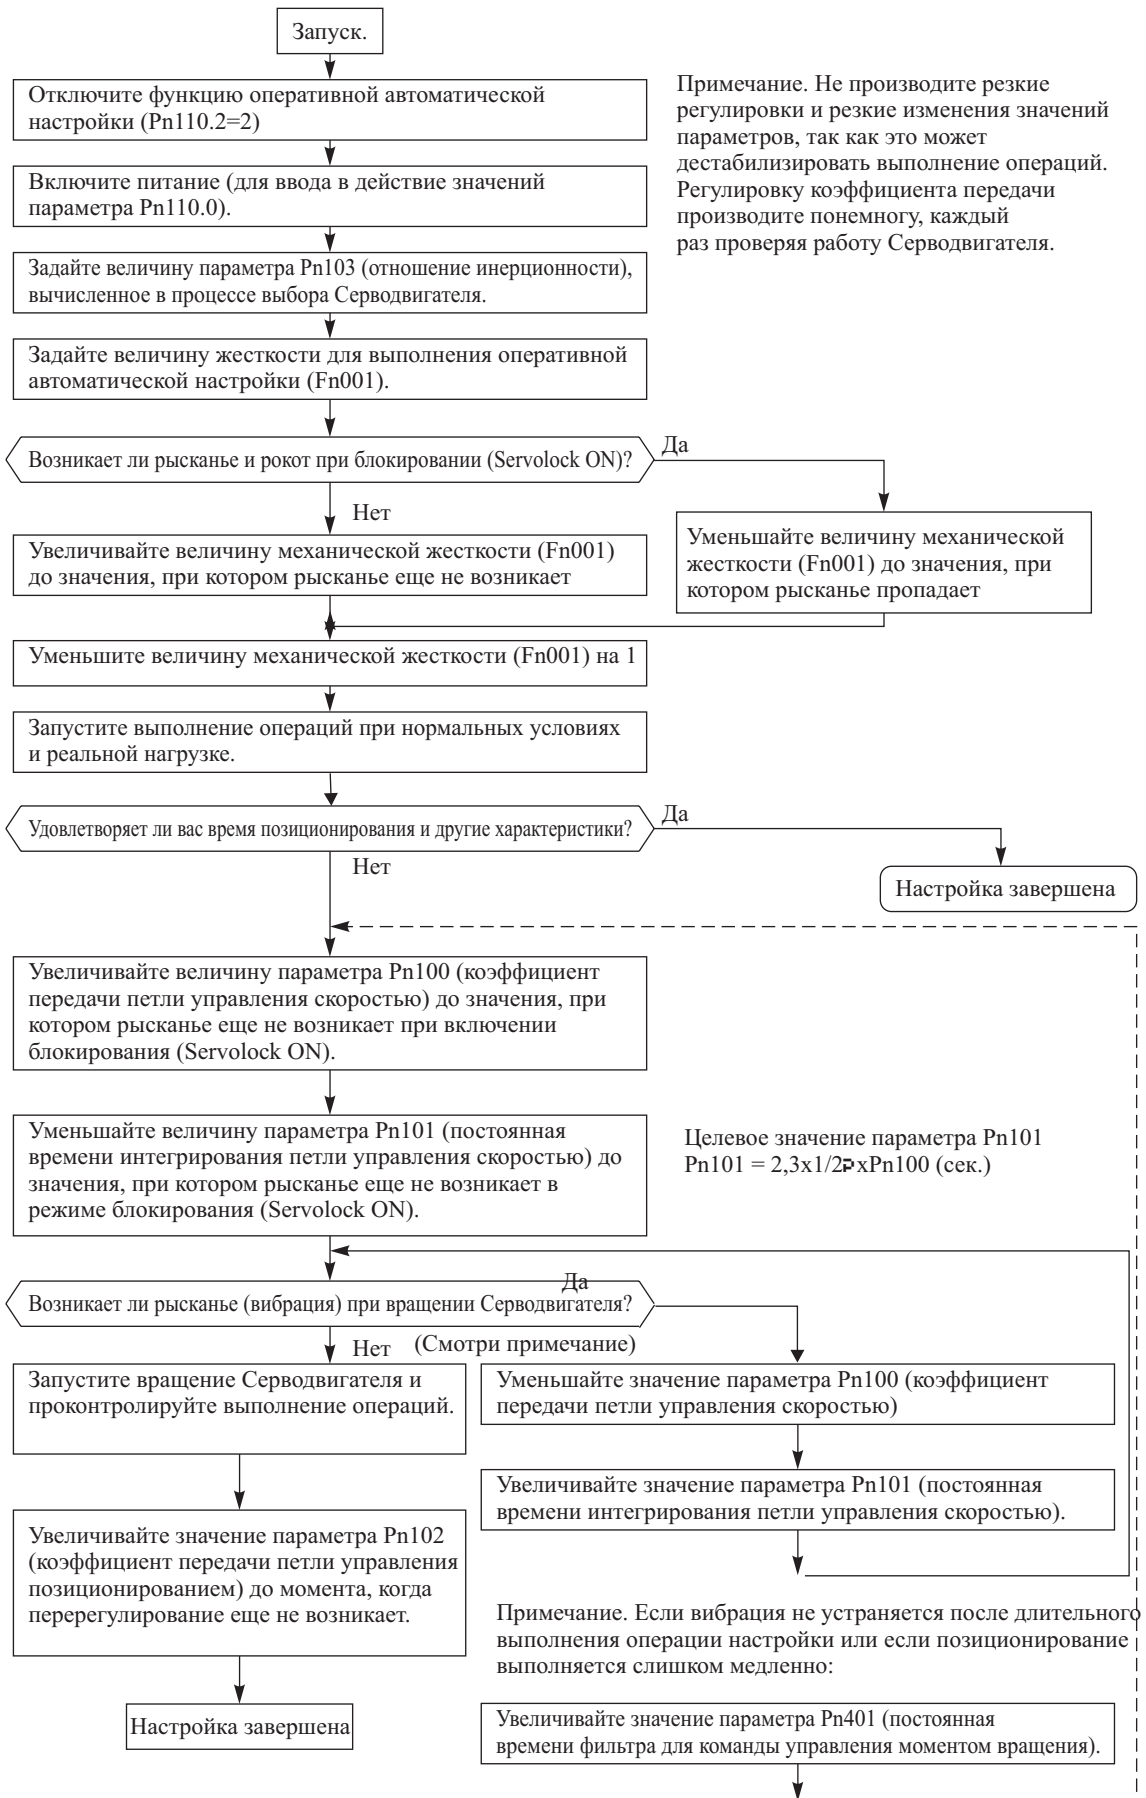 Запуск.
Отключите функцию оперативной автоматической
настройки (Pn110.2=2)
Примечание. Не производите резкие
регулировки и резкие изменения значений
параметров, так как это может
дестабилизировать выполнение операций.
Регулировку коэффициента передачи
производите понемногу, каждый
раз проверяя работу Серводвигателя.
Включите питание (для ввода в действие значений
параметра Pn110.0).
Задайте величину параметра Pn103 (отношение инерционности),
вычисленное в процессе выбора Серводвигателя.
Задайте величину жесткости для выполнения оперативной
автоматической настройки (Fn001).
Возникает ли рысканье и рокот при блокировании (Servolock ON)?
Да
Нет
Увеличивайте величину механической жесткости (Fn001)
до значения, при котором рысканье еще не возникает
Уменьшайте величину механической
жесткости (Fn001) до значения, при
котором рысканье пропадает
Уменьшите величину механической жесткости (Fn001) на 1
Запустите выполнение операций при нормальных условиях
и реальной нагрузке.
Удовлетворяет ли вас время позиционирования и другие характеристики?
Да
Нет
Настройка завершена
Увеличивайте величину параметра Pn100 (коэффициент
передачи петли управления скоростью) до значения, при
котором рысканье еще не возникает при включении
блокирования (Servolock ON).
Уменьшайте величину параметра Pn101 (постоянная
времени интегрирования петли управления скоростью) до
значения, при котором рысканье еще не возникает в
режиме блокирования (Servolock ON).
Целевое значение параметра Pn101
Pn101 = 2,3x1/2PxPn100 (сек.)
Да
Возникает ли рысканье (вибрация) при вращении Серводвигателя?
Нет (Смотри примечание)
Запустите вращение Серводвигателя и
проконтролируйте выполнение операций.
Уменьшайте значение параметра Pn100 (коэффициент
передачи петли управления скоростью)
Увеличивайте значение параметра Pn101 (постоянная
времени интегрирования петли управления скоростью).
Увеличивайте значение параметра Pn102
(коэффициент передачи петли управления
позиционированием) до момента, когда
перерегулирование еще не возникает.
Примечание. Если вибрация не устраняется после длительного
выполнения операции настройки или если позиционирование
выполняется слишком медленно:
Настройка завершена
Увеличивайте значение параметра Pn401 (постоянная
времени фильтра для команды управления моментом вращения).